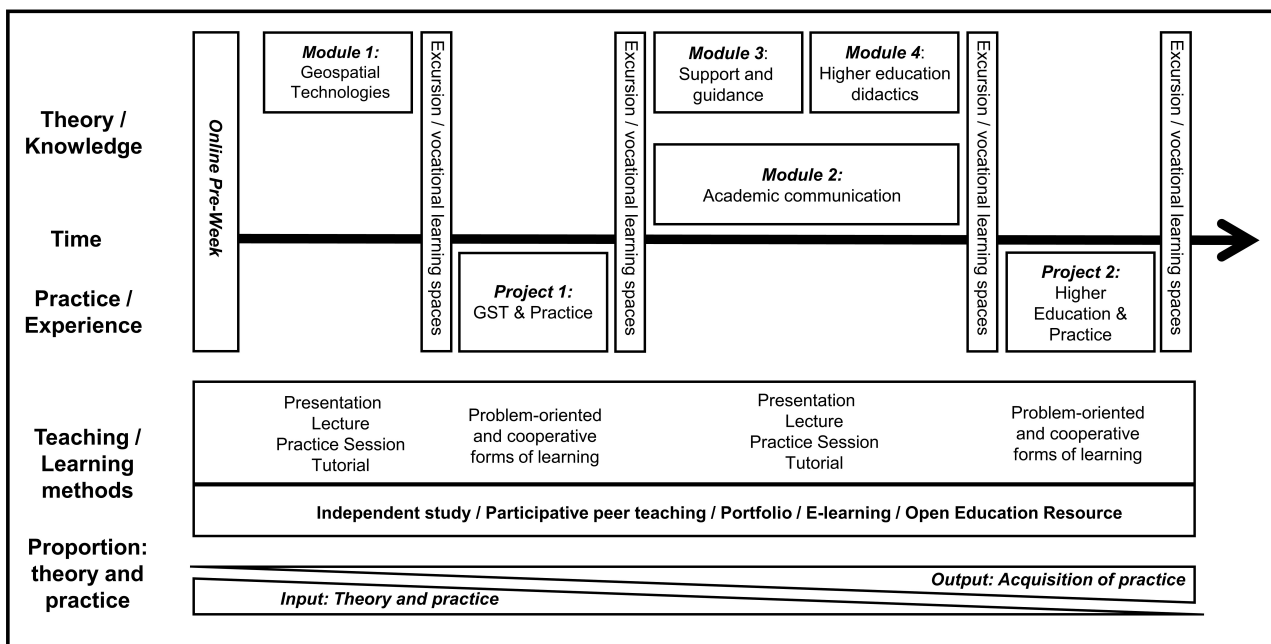 Theory /
Knowledge
Time
Practice /
Experience
Online Pre-Week
Module 1:
Geospatial
Technologies
Excursion / vocational learning spaces
Project 1:
GST & Practice
Excursion / vocational learning spaces
Module 3:
Support and
guidance
Module 4:
Higher education
didactics
Module 2:
Academic communication
Excursion / vocational learning spaces
Project 2:
Higher
Education &
Practice
Excursion / vocational learning spaces
Teaching /
Learning
methods
Presentation
Lecture
Practice Session
Tutorial
Problem-oriented
and cooperative
forms of learning
Presentation
Lecture
Practice Session
Tutorial
Problem-oriented
and cooperative
forms of learning
Independent study / Participative peer teaching / Portfolio / E-learning / Open Education Resource
Proportion:
theory and
practice
Output: Acquisition of practice
Input: Theory and practice